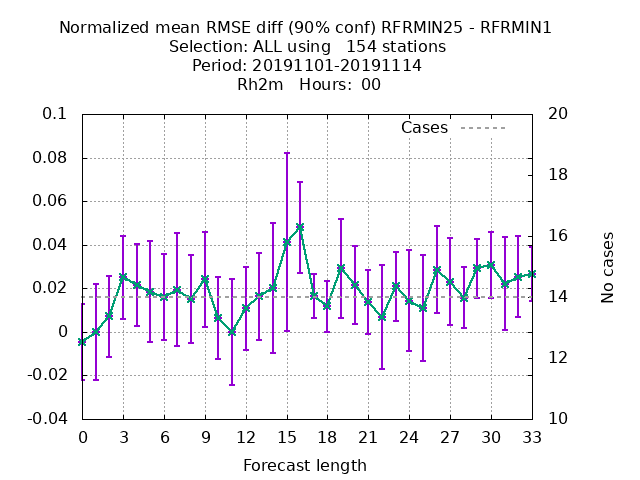 Normalized mean RMSE diff (90% conf) RFRMIN25 - RFRMIN1
Selection: ALL using   154 stations
Period: 20191101-20191114
Rh2m   Hours:  00
Cases
0.1
0.08
0.06
0.04
0.02
0
-0.02
-0.04
20
18
16
14
12
10
No cases
0 3 6 9 12 15 18 21 24 27 30 33
Forecast length